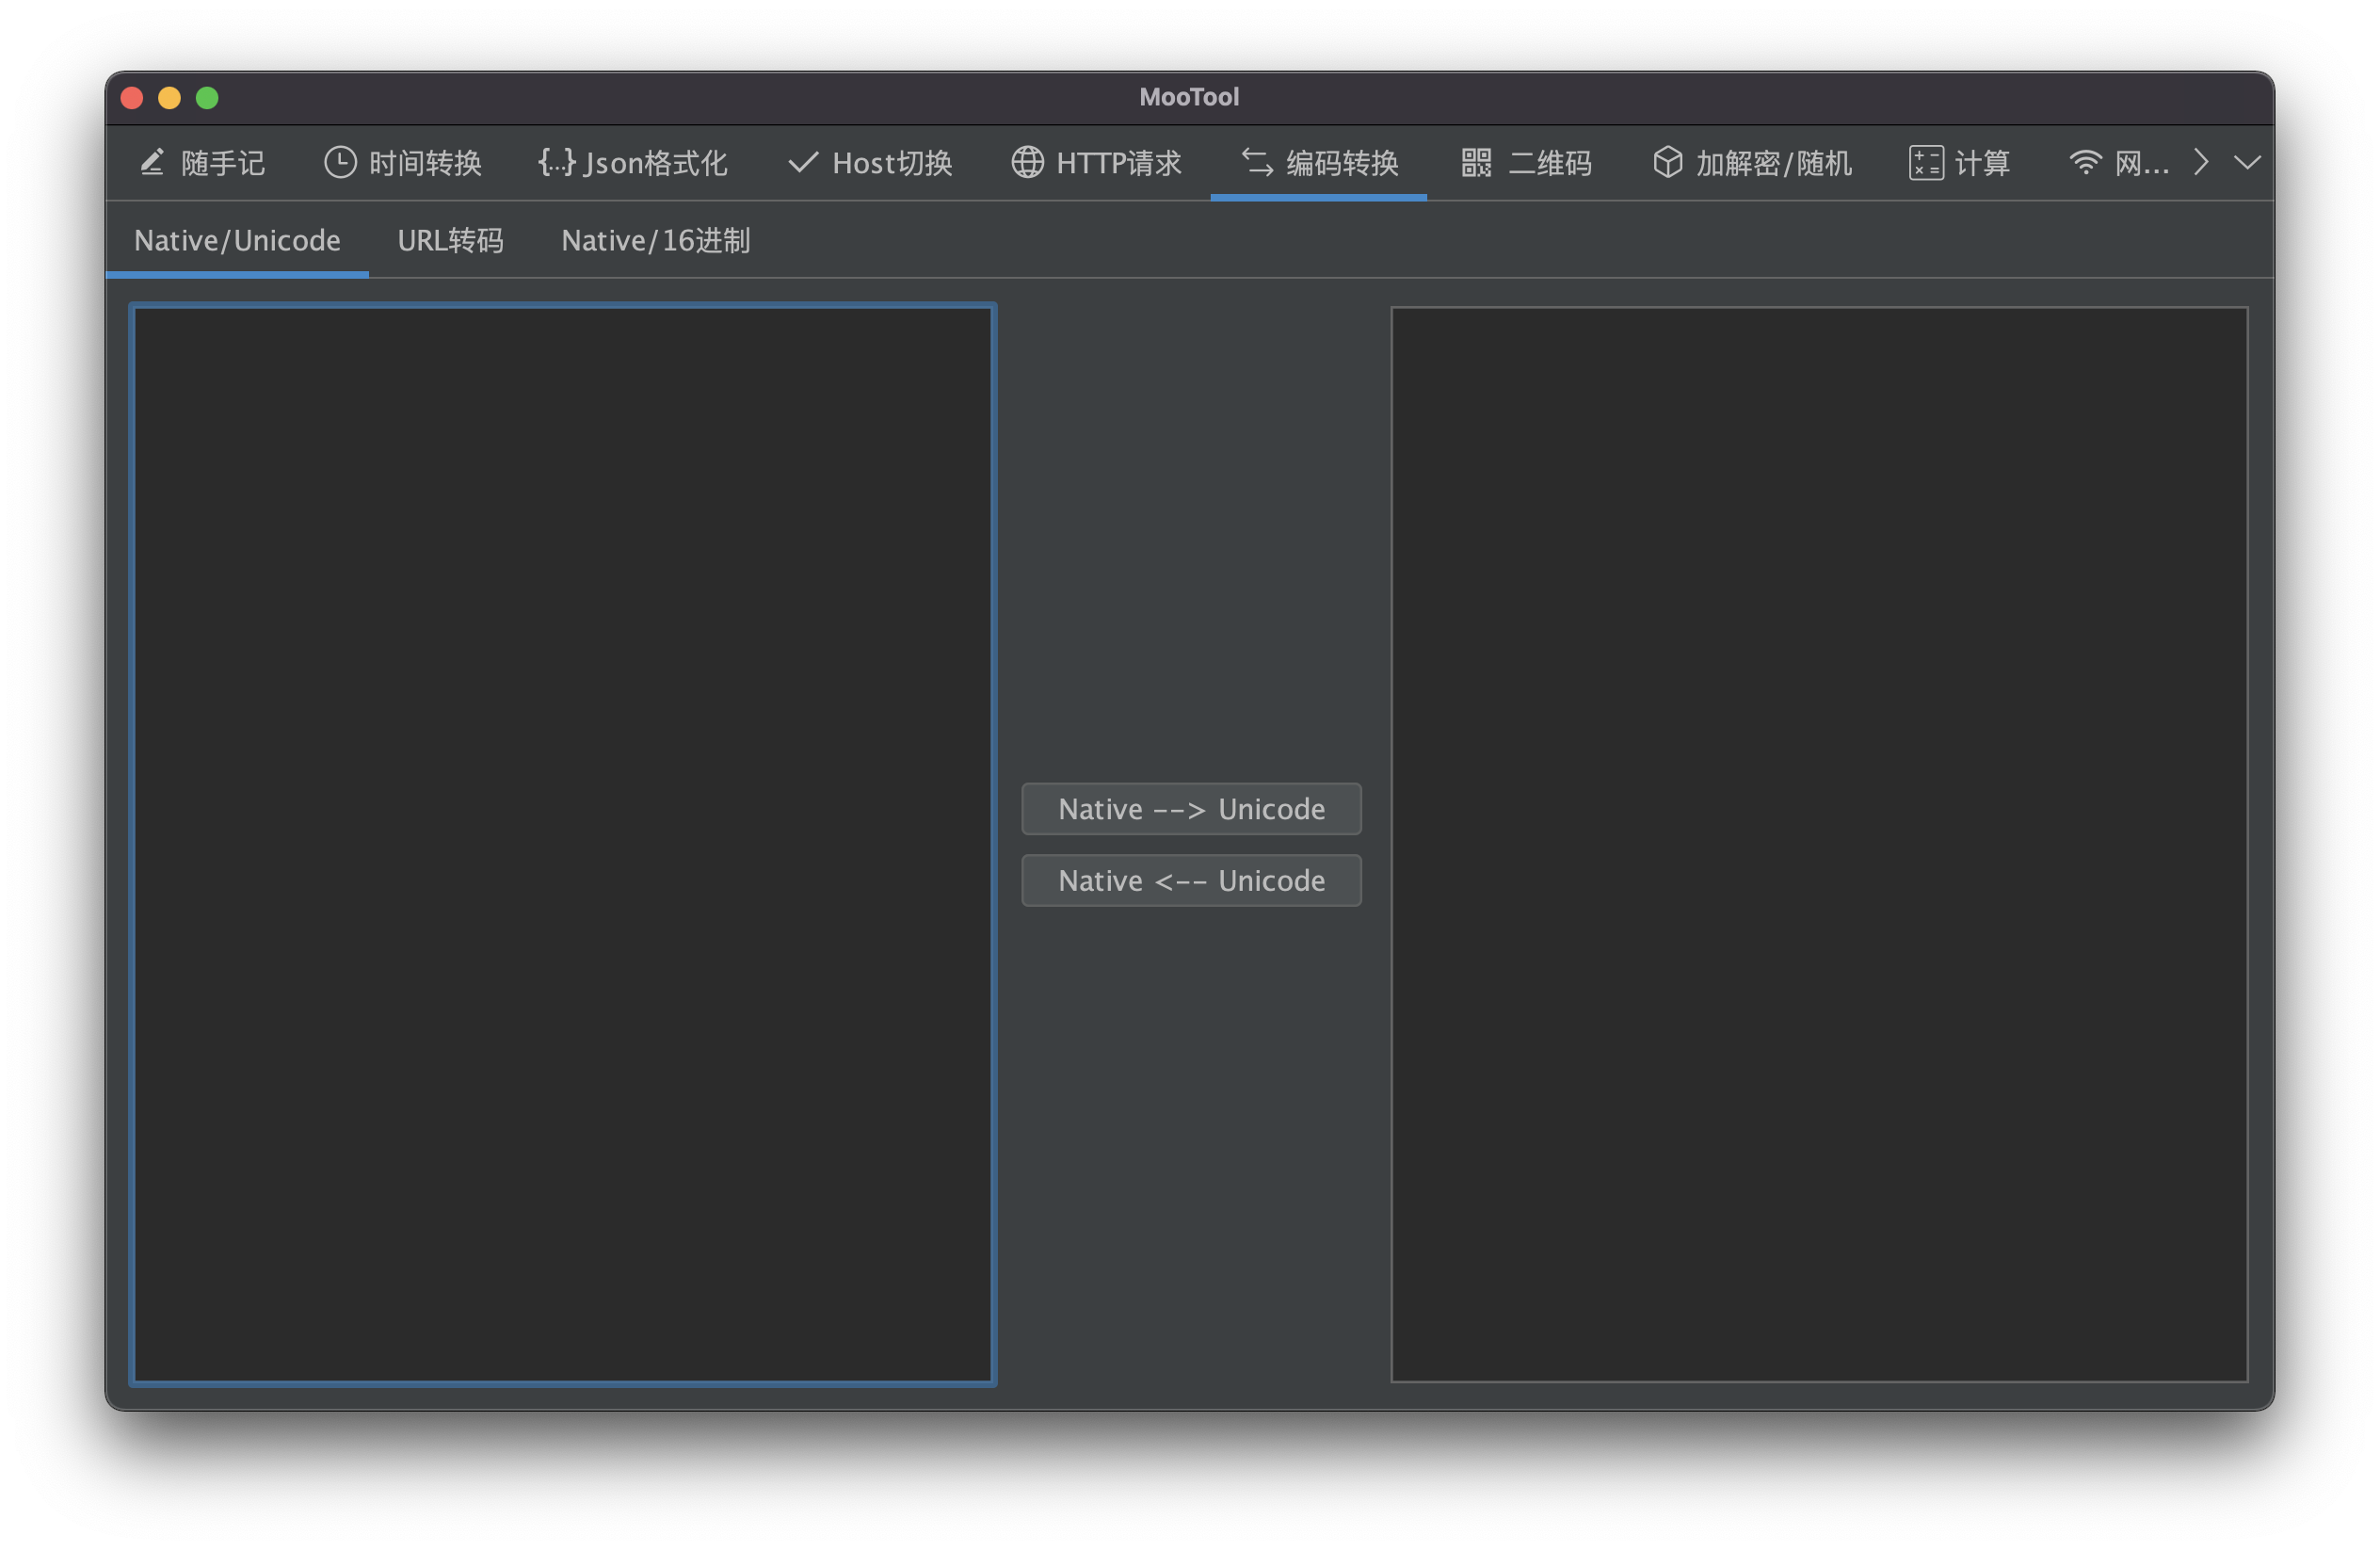 MooTool
随手记 时间转换 {...} Json格式化 Host切换 HTTP请求 编码转换 二维码 加解密/随机 计算 网...
Native/Unicode URL转码 Native/16进制
Native --> Unicode
Native <-- Unicode